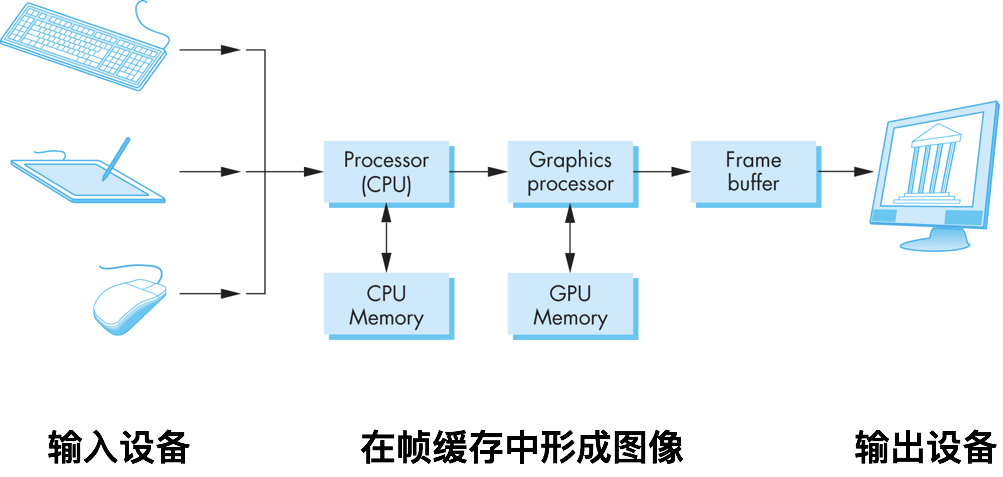 Processor
(CPU)
Graphics
processor
Frame
buffer
CPU
Memory
GPU
Memory
输入设备
在帧缓存中形成图像
输出设备